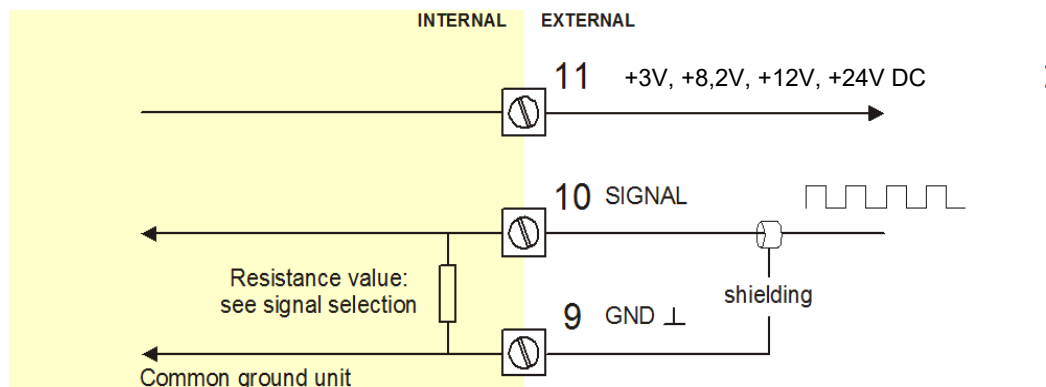 INTERNAL EXTERNAL
11 +3V, +8,2V, +12V, +24V DC
10 SIGNAL
Resistance value:
see signal selection
shielding
9 GND ⊥
Common ground unit